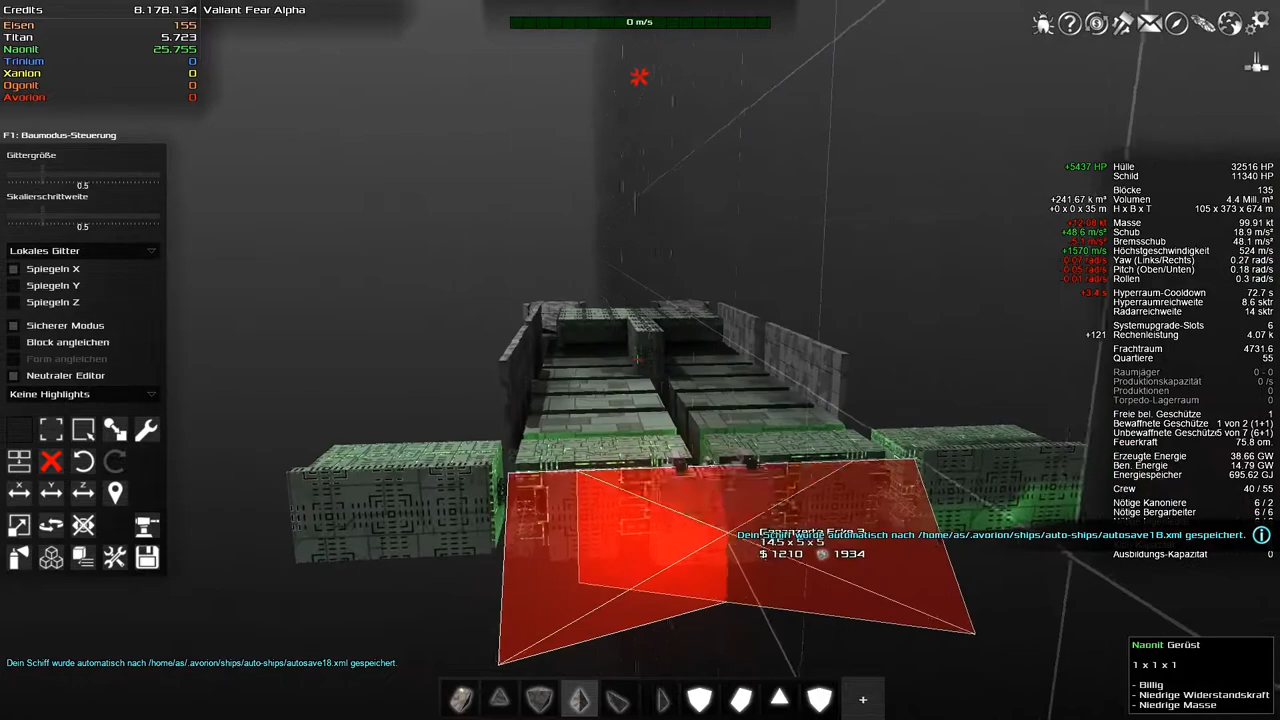 Credits 8.178.134 Valiant Fear Alpha
Eisen 155
Titan 5.723
Naonit 25.755
Trinium 0
Xanion 0
Ogonit 0
Avorion 0
0 m/s
F1: Baumodus-Steuerung
Gittergröße
0.5
Skalierschrittweite
0.5
Lokales Gitter
Spiegeln X
Spiegeln Y
Spiegeln Z
Sicherer Modus
Block angleichen
Form angleichen
Neutraler Editor
Keine Highlights
X Y Z
+5437 HP Hülle 32516 HP
Schild 11340 HP
Blöcke 135
+241.67 k m³ Volumen 4.4 Mill. m³
+0 x 0 x 35 m H x B x T 105 x 373 x 674 m
+12.08 kt Masse 99.91 kt
+48.6 m/s² Schub 18.9 m/s²
-5.1 m/s² Bremsschub 48.1 m/s²
+1570 m/s Höchstgeschwindigkeit 524 m/s
-0.07 rad/s Yaw (Links/Rechts) 0.27 rad/s
-0.05 rad/s Pitch (Oben/Unten) 0.18 rad/s
-0.01 rad/s Rollen 0.3 rad/s
+3.4 s Hyperraum-Cooldown 72.7 s
Hyperraumreichweite 8.6 sktr
Radarreichweite 14 sktr
Systemupgrade-Slots 6
+121 Rechenleistung 4.07 k
Frachtraum 4731.6
Quartiere 55
Raumjäger 0 - 0
Produktionskapazität 0 /s
Produktionen 0
Torpedo-Lagerraum 0
Freie bel. Geschütze 1
Bewaffnete Geschütze 1 von 2 (1+1)
Unbewaffnete Geschütze 5 von 7 (6+1)
Feuerkraft 75.8 om.
Erzeugte Energie 38.66 GW
Ben. Energie 14.79 GW
Energiespeicher 695.62 GJ
Crew 40 / 55
Nötige Kanoniere 6 / 2
Nötige Bergarbeiter 6 / 6
Dein Schiff wurde automatisch nach /home/as/.avorion/ships/auto-ships/autosave18.xml gespeichert.
14.5 x 5 x 5
$ 1210 1934
Ausbildungs-Kapazität 0
Naonit Gerüst
1 x 1 x 1
- Billig
- Niedrige Widerstandskraft
- Niedrige Masse
Dein Schiff wurde automatisch nach /home/as/.avorion/ships/auto-ships/autosave18.xml gespeichert.
+